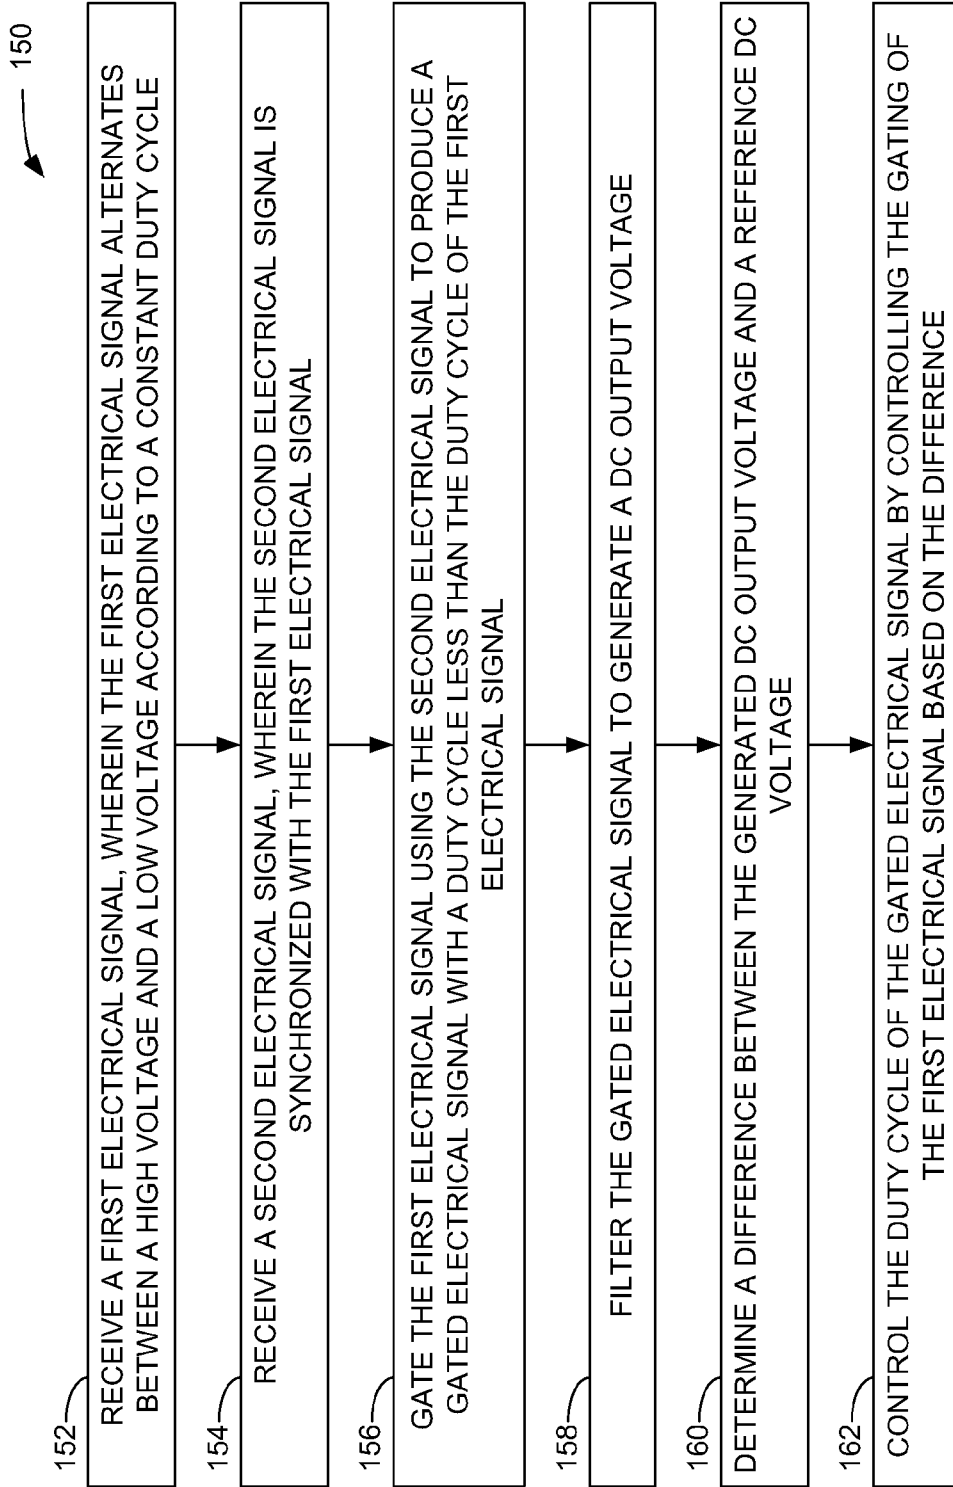 150
152
RECEIVE A FIRST ELECTRICAL SIGNAL, WHEREIN THE FIRST ELECTRICAL SIGNAL ALTERNATES
BETWEEN A HIGH VOLTAGE AND A LOW VOLTAGE ACCORDING TO A CONSTANT DUTY CYCLE
154
RECEIVE A SECOND ELECTRICAL SIGNAL, WHEREIN THE SECOND ELECTRICAL SIGNAL IS
SYNCHRONIZED WITH THE FIRST ELECTRICAL SIGNAL
156
GATE THE FIRST ELECTRICAL SIGNAL USING THE SECOND ELECTRICAL SIGNAL TO PRODUCE A
GATED ELECTRICAL SIGNAL WITH A DUTY CYCLE LESS THAN THE DUTY CYCLE OF THE FIRST
ELECTRICAL SIGNAL
158
FILTER THE GATED ELECTRICAL SIGNAL TO GENERATE A DC OUTPUT VOLTAGE
160
DETERMINE A DIFFERENCE BETWEEN THE GENERATED DC OUTPUT VOLTAGE AND A REFERENCE DC
VOLTAGE
162
CONTROL THE DUTY CYCLE OF THE GATED ELECTRICAL SIGNAL BY CONTROLLING THE GATING OF
THE FIRST ELECTRICAL SIGNAL BASED ON THE DIFFERENCE